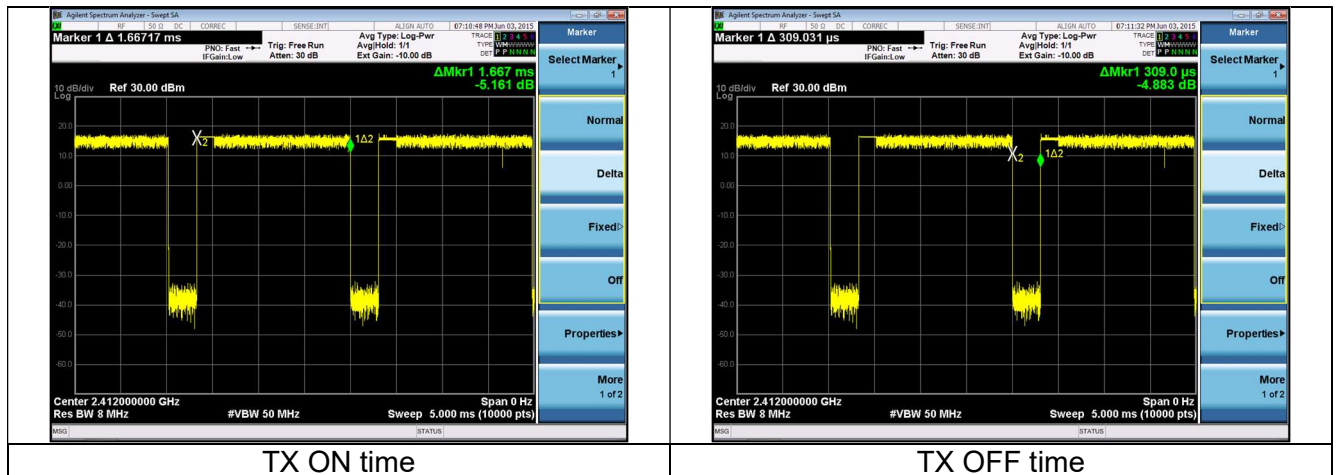 Agilent Spectrum Analyzer - Swept SA
RF 50 Ω DC CORREC SENSE:INT ALIGN AUTO 07:10:48 PM Jun 03, 2015
Marker 1 Δ 1.66717 ms
PNO: Fast
IFGain:Low
Trig: Free Run
Atten: 30 dB
Avg Type: Log-Pwr
Avg|Hold: 1/1
Ext Gain: -10.00 dB
TRACE 1 2 3 4 5 6
TYPE WMWWWW
DET P P N N N N
ΔMkr1 1.667 ms
-5.161 dB
10 dB/div Ref 30.00 dBm
Log
20.0
10.0
0.00
-10.0
-20.0
-30.0
-40.0
-50.0
-60.0
X2
1Δ2
Center 2.412000000 GHz Span 0 Hz
Res BW 8 MHz #VBW 50 MHz Sweep 5.000 ms (10000 pts)
MSG STATUS
Marker
Select Marker
1
Normal
Delta
Fixed
Off
Properties
More
1 of 2
TX ON time
Agilent Spectrum Analyzer - Swept SA
RF 50 Ω DC CORREC SENSE:INT ALIGN AUTO 07:11:32 PM Jun 03, 2015
Marker 1 Δ 309.031 µs
PNO: Fast
IFGain:Low
Trig: Free Run
Atten: 30 dB
Avg Type: Log-Pwr
Avg|Hold: 1/1
Ext Gain: -10.00 dB
TRACE 1 2 3 4 5 6
TYPE WMWWWW
DET P P N N N N
ΔMkr1 309.0 µs
-4.883 dB
10 dB/div Ref 30.00 dBm
Log
20.0
10.0
0.00
-10.0
-20.0
-30.0
-40.0
-50.0
-60.0
X2
1Δ2
Center 2.412000000 GHz Span 0 Hz
Res BW 8 MHz #VBW 50 MHz Sweep 5.000 ms (10000 pts)
MSG STATUS
Marker
Select Marker
1
Normal
Delta
Fixed
Off
Properties
More
1 of 2
TX OFF time